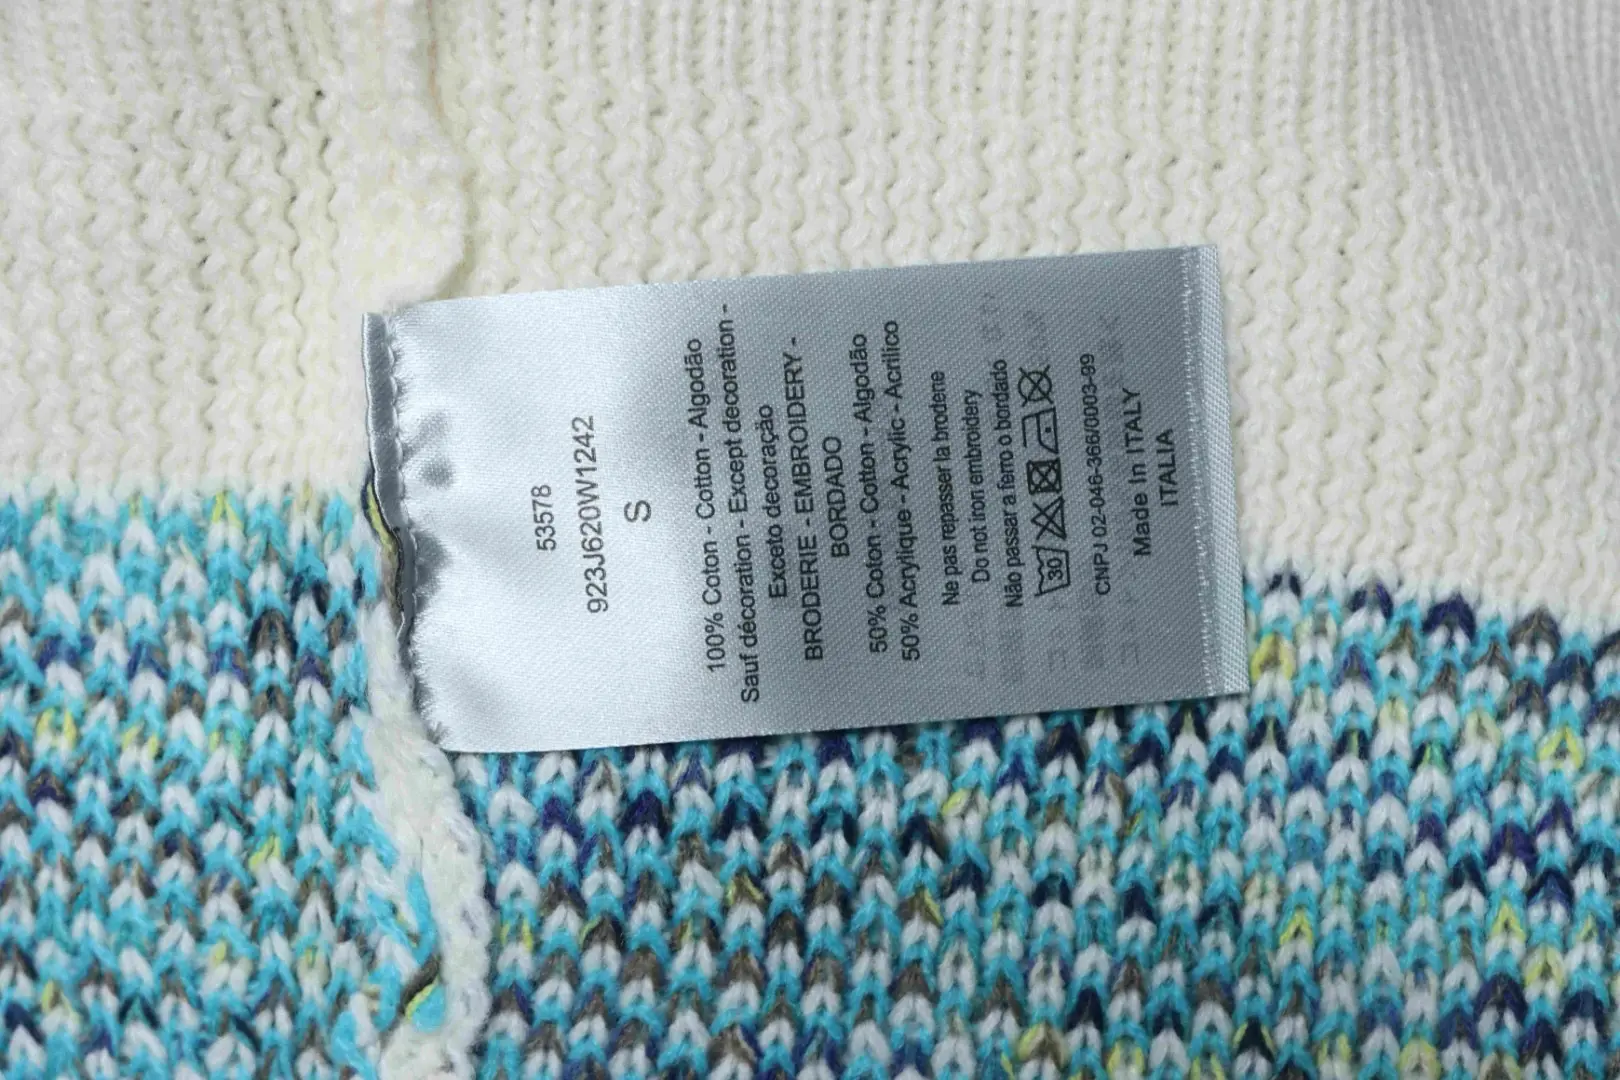 53578
923J620W1242
S
100% Coton - Cotton - Algodão
Sauf décoration - Except decoration -
Exceto decoração
BRODERIE - EMBROIDERY -
BORDADO
50% Coton - Cotton - Algodão
50% Acrylique - Acrylic - Acrilico
Ne pas repasser la broderie
Do not iron embroidery
Não passar a ferro o bordado
30
CNPJ 02-046-366/0003-99
Made In ITALY
ITALIA